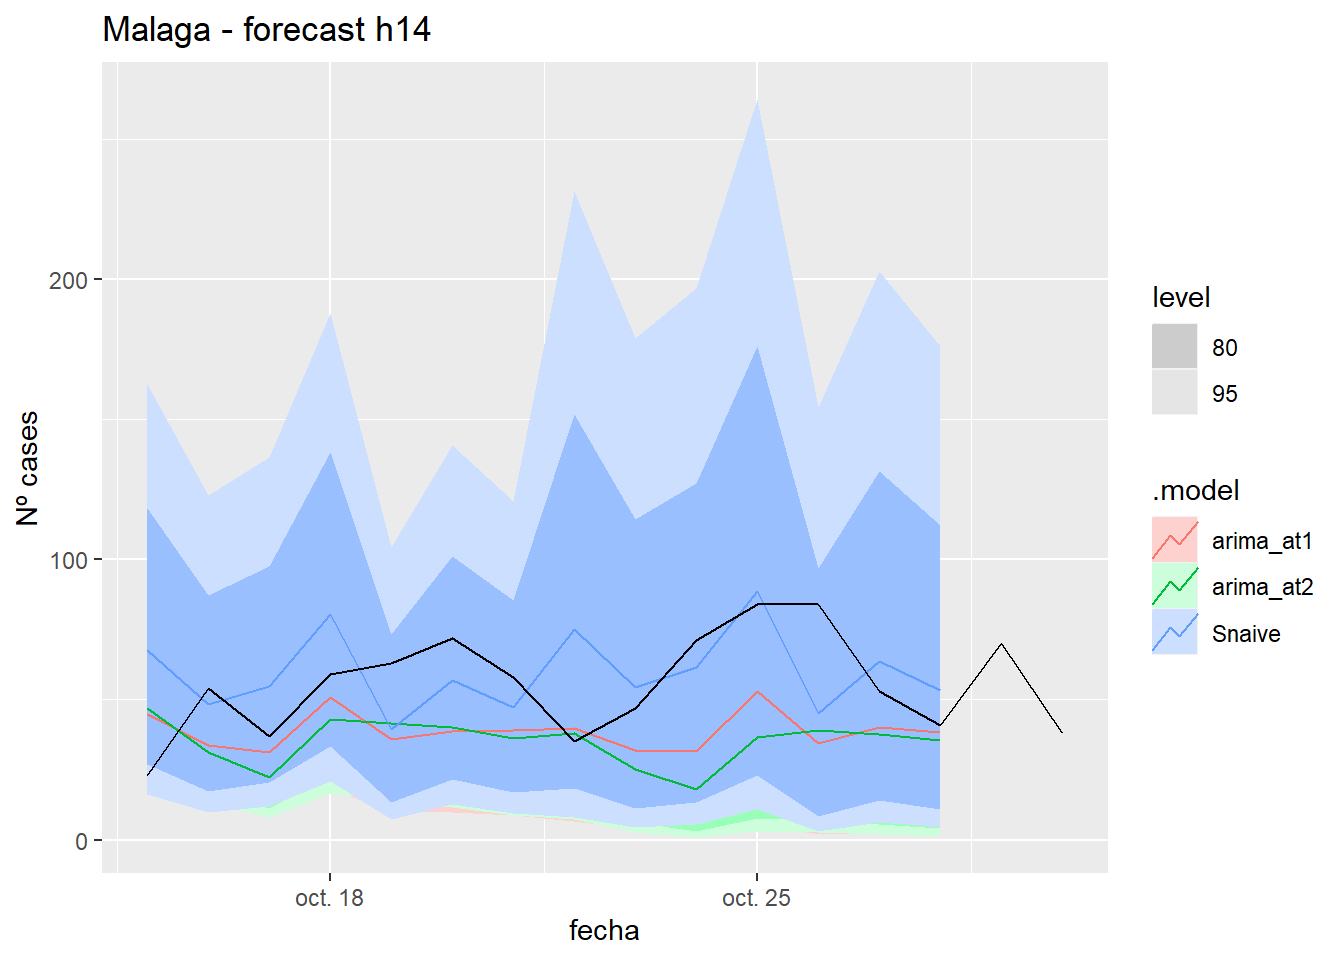 Malaga - forecast h14
Nº cases
200
100
0
oct. 18
oct. 25
fecha
level
80
95
.model
arima_at1
arima_at2
Snaive